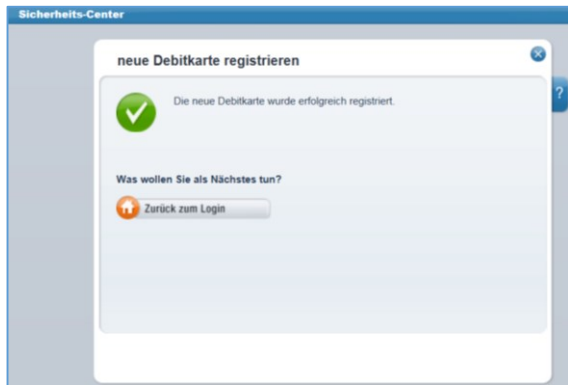 Sicherheits-Center
neue Debitkarte registrieren
?
Die neue Debitkarte wurde erfolgreich registriert.
Was wollen Sie als Nächstes tun?
Zurück zum Login